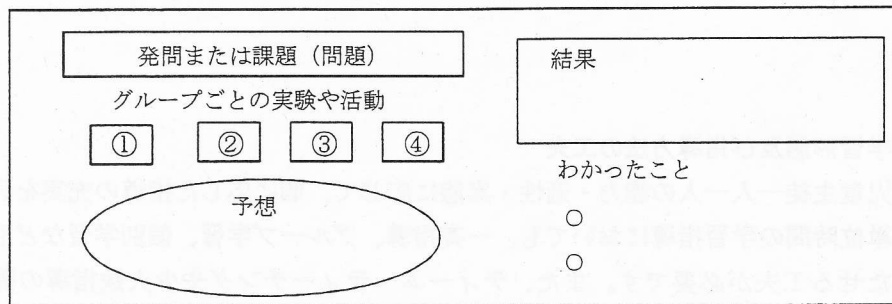 発問または課題（問題）
グループごとの実験や活動
① ② ③ ④
予想
結果
わかったこと
○
○